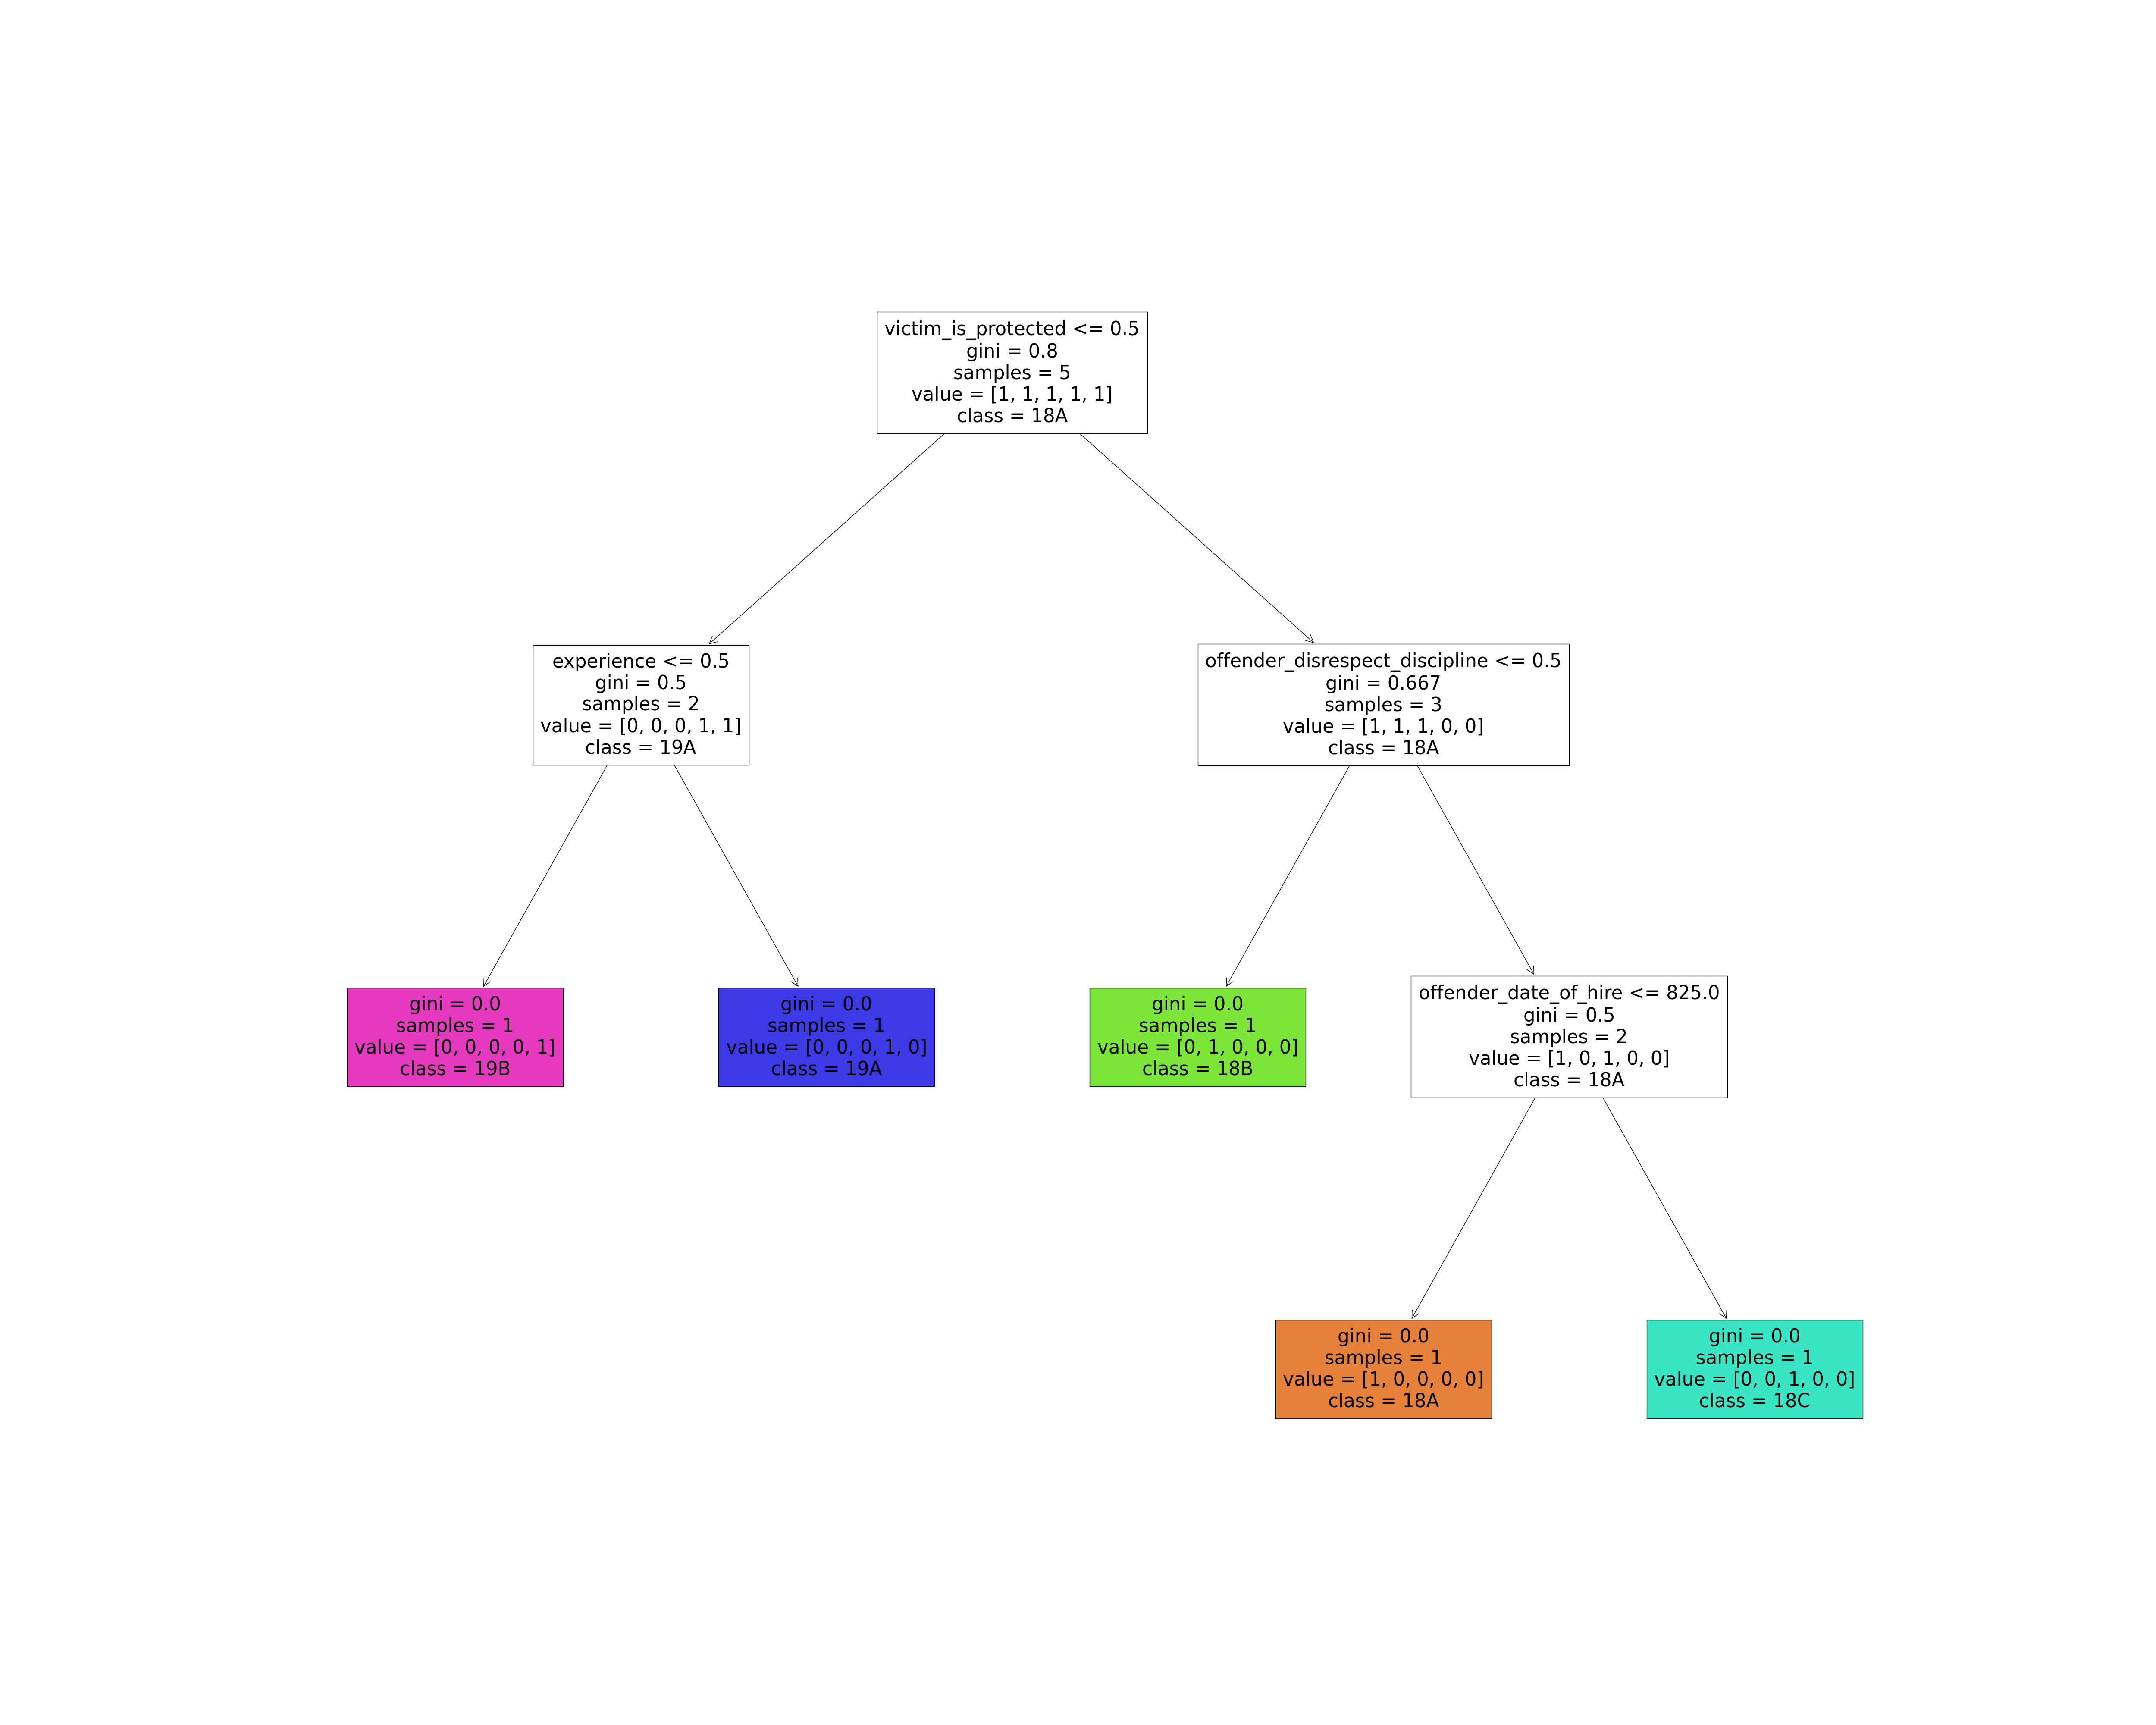 victim_is_protected <= 0.5
gini = 0.8
samples = 5
value = [1, 1, 1, 1, 1]
class = 18A
experience <= 0.5
gini = 0.5
samples = 2
value = [0, 0, 0, 1, 1]
class = 19A
offender_disrespect_discipline <= 0.5
gini = 0.667
samples = 3
value = [1, 1, 1, 0, 0]
class = 18A
gini = 0.0
samples = 1
value = [0, 0, 0, 0, 1]
class = 19B
gini = 0.0
samples = 1
value = [0, 0, 0, 1, 0]
class = 19A
gini = 0.0
samples = 1
value = [0, 1, 0, 0, 0]
class = 18B
offender_date_of_hire <= 825.0
gini = 0.5
samples = 2
value = [1, 0, 1, 0, 0]
class = 18A
gini = 0.0
samples = 1
value = [1, 0, 0, 0, 0]
class = 18A
gini = 0.0
samples = 1
value = [0, 0, 1, 0, 0]
class = 18C